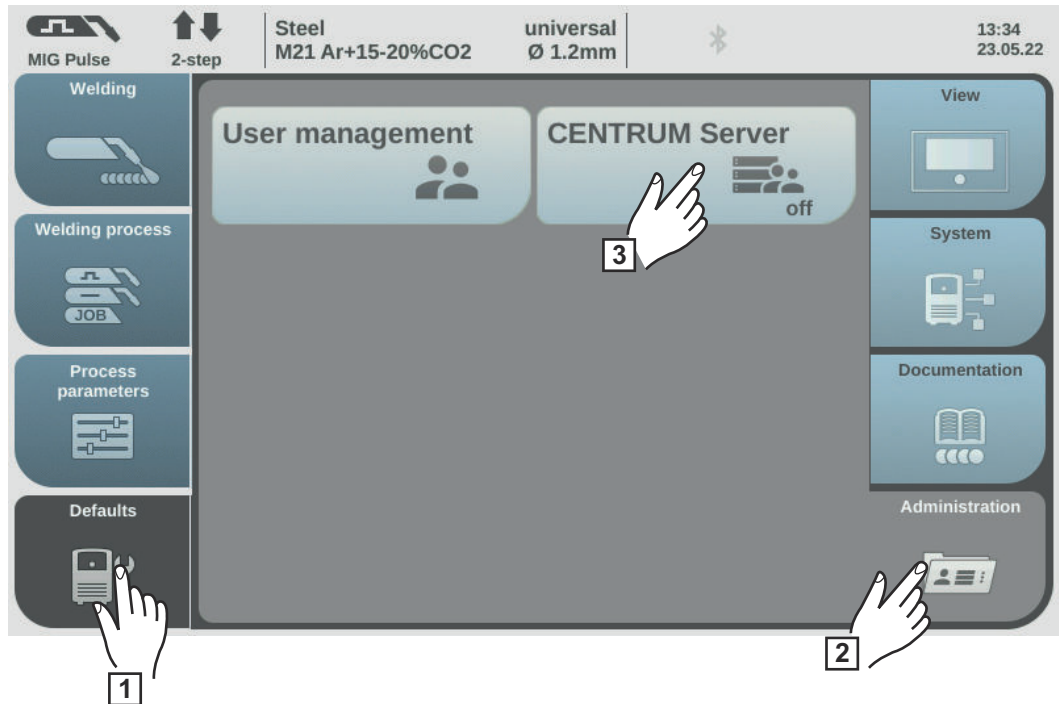 MIG Pulse
2-step
Steel
M21 Ar+15-20%CO2
universal
Ø 1.2mm
13:34
23.05.22
Welding
Welding process
JOB
Process
parameters
Defaults
User management
CENTRUM Server
off
View
System
Documentation
Administration
1
2
3